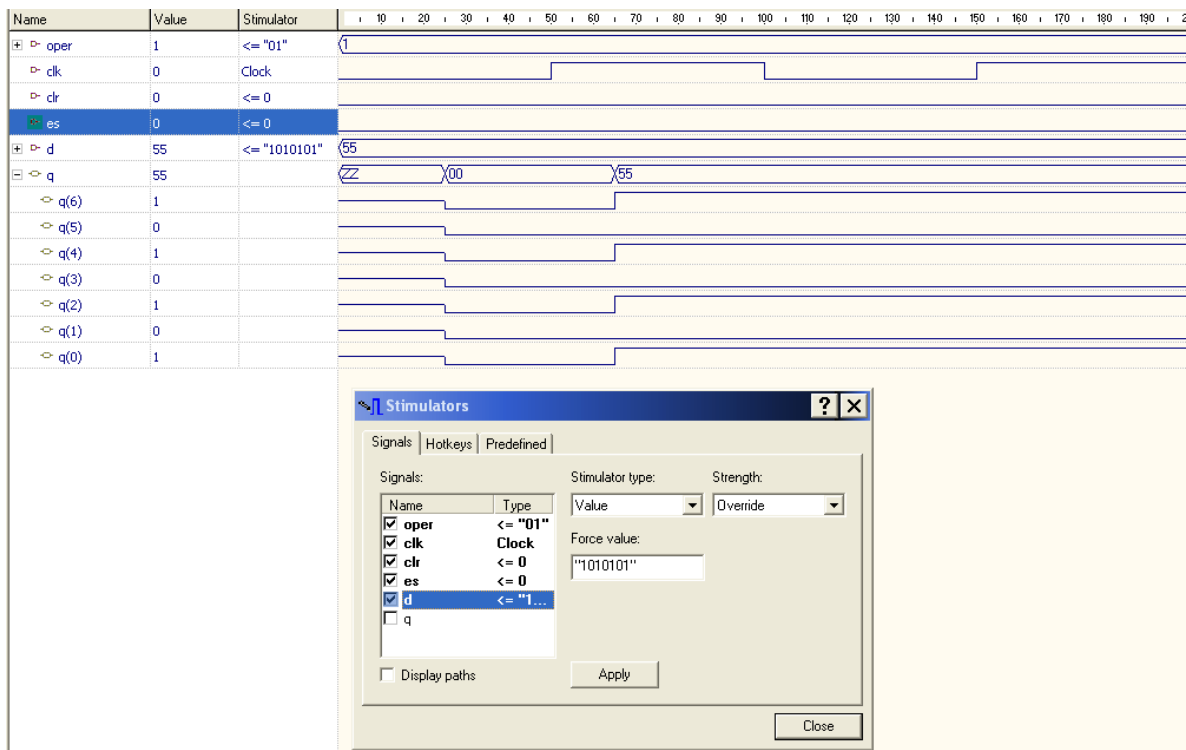 Name Value Stimulator 10 20 30 40 50 60 70 80 90 100 110 120 130 140 150 160 170 180 190 2
oper 1 <= "01" 1
clk 0 Clock
clr 0 <= 0
es 0 <= 0
d 55 <= "1010101" 55
q 55 ZZ 00 55
q(6) 1
q(5) 0
q(4) 1
q(3) 0
q(2) 1
q(1) 0
q(0) 1
Stimulators
Signals Hotkeys Predefined
Signals: Stimulator type: Strength:
Name Type Value Override
oper <= "01"
clk Clock Force value:
clr <= 0 "1010101"
es <= 0
d <= "1...
q
Display paths Apply
Close